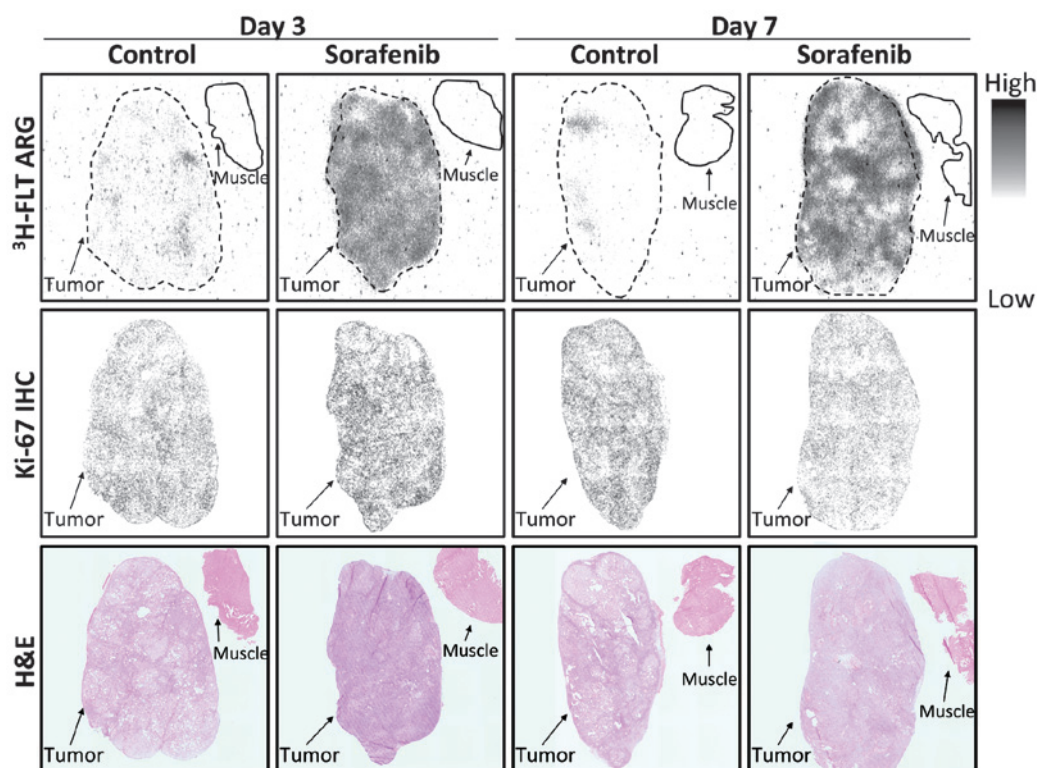 Day 3
Day 7
Control
Sorafenib
Control
Sorafenib
³H-FLT ARG
Tumor
Muscle
Tumor
Muscle
Tumor
Muscle
Tumor
Muscle
High
Low
Ki-67 IHC
Tumor
Tumor
Tumor
Tumor
H&E
Tumor
Muscle
Tumor
Muscle
Tumor
Muscle
Tumor
Muscle